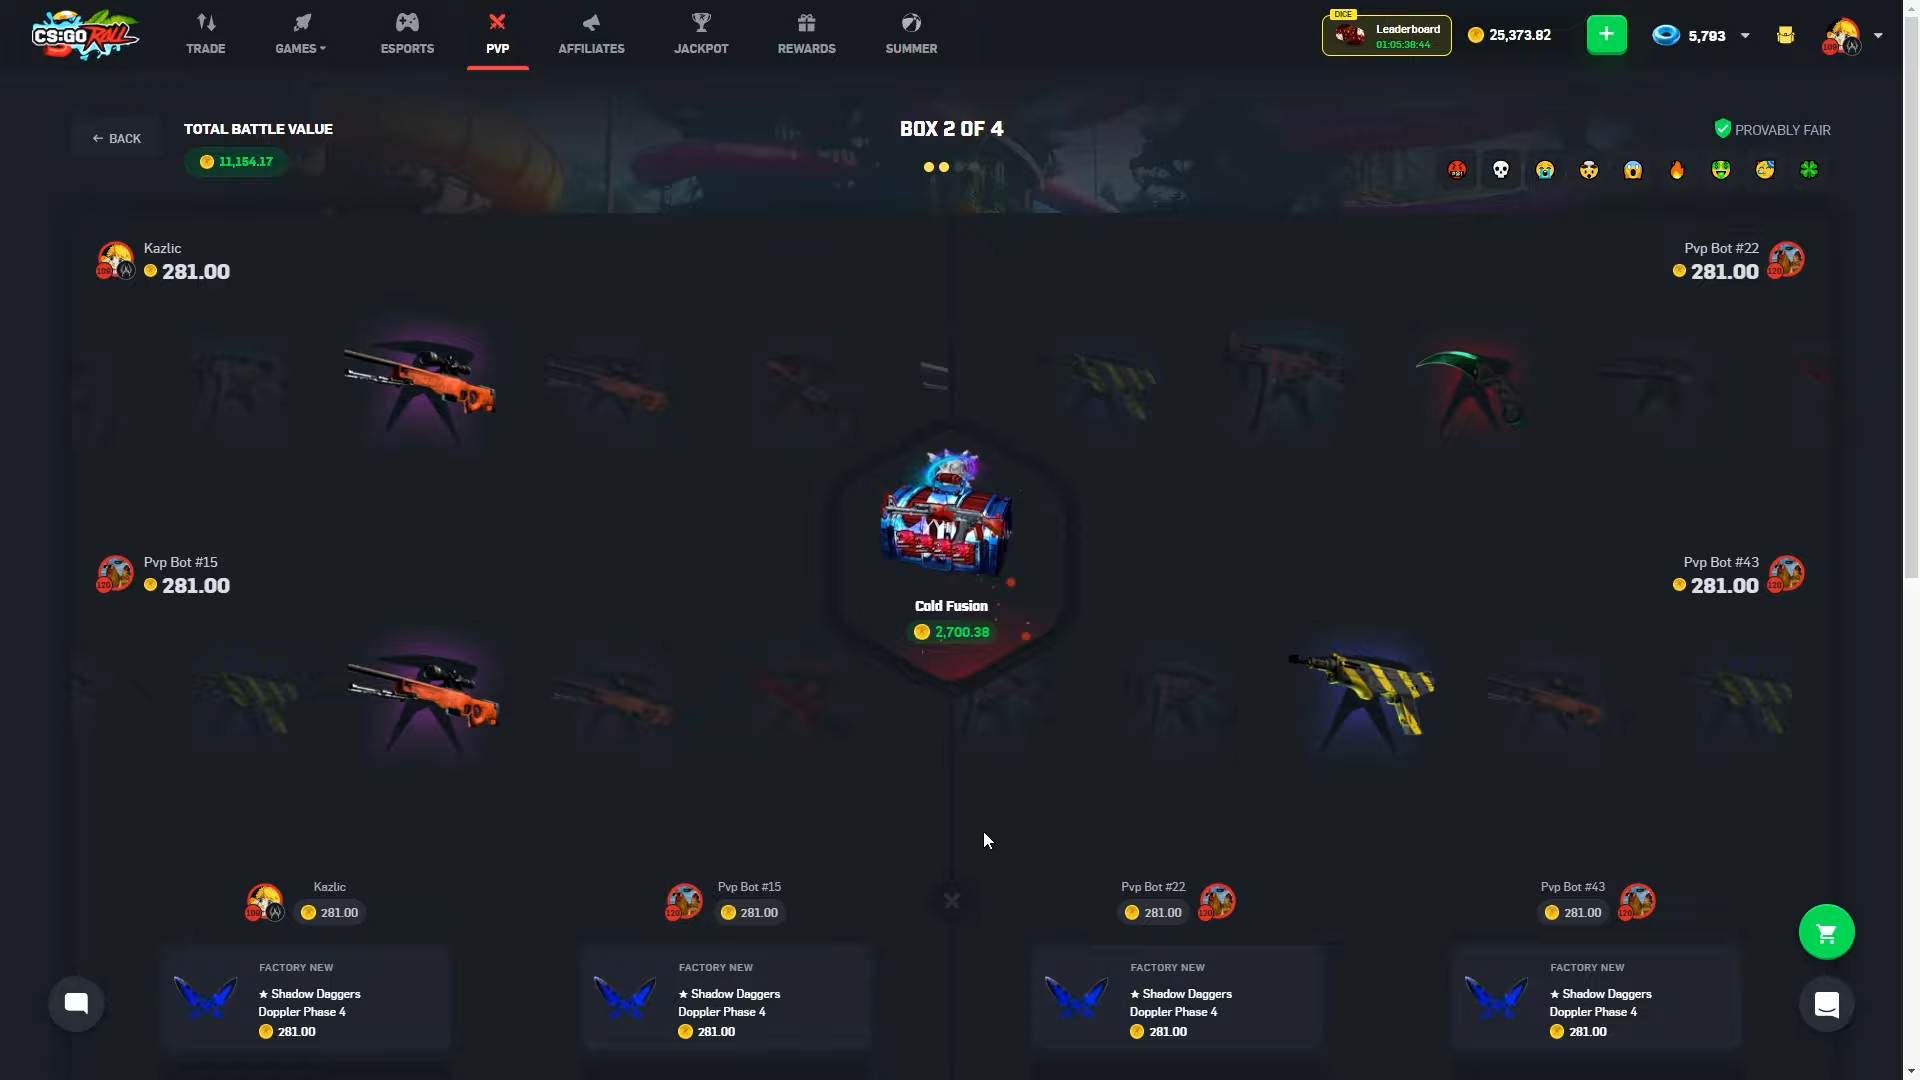 CS:GO ROLL
TRADE
GAMES
ESPORTS
PVP
AFFILIATES
JACKPOT
REWARDS
SUMMER
DICE
Leaderboard
01:05:38:44
25,373.82
+
5,793
← BACK
TOTAL BATTLE VALUE
11,154.17
BOX 2 OF 4
PROVABLY FAIR
Kazlic
281.00
Pvp Bot #22
281.00
Pvp Bot #15
281.00
Pvp Bot #43
281.00
Cold Fusion
2,700.38
Kazlic
281.00
Pvp Bot #15
281.00
Pvp Bot #22
281.00
Pvp Bot #43
281.00
FACTORY NEW
★ Shadow Daggers
Doppler Phase 4
281.00
FACTORY NEW
★ Shadow Daggers
Doppler Phase 4
281.00
FACTORY NEW
★ Shadow Daggers
Doppler Phase 4
281.00
FACTORY NEW
★ Shadow Daggers
Doppler Phase 4
281.00